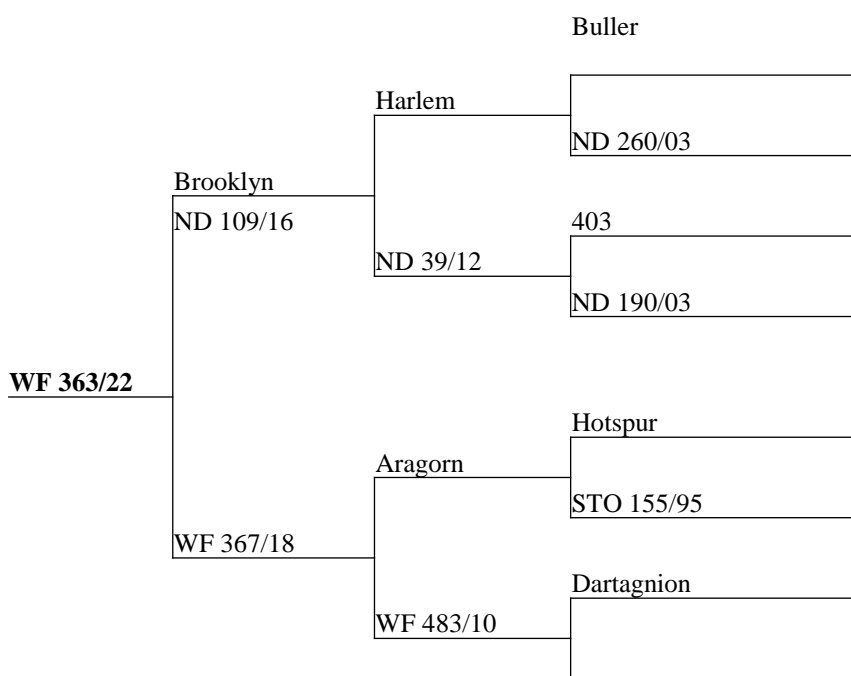 Buller
Harlem
ND 260/03
Brooklyn
ND 109/16
403
ND 39/12
ND 190/03
WF 363/22
Hotspur
Aragorn
STO 155/95
WF 367/18
Dartagnion
WF 483/10